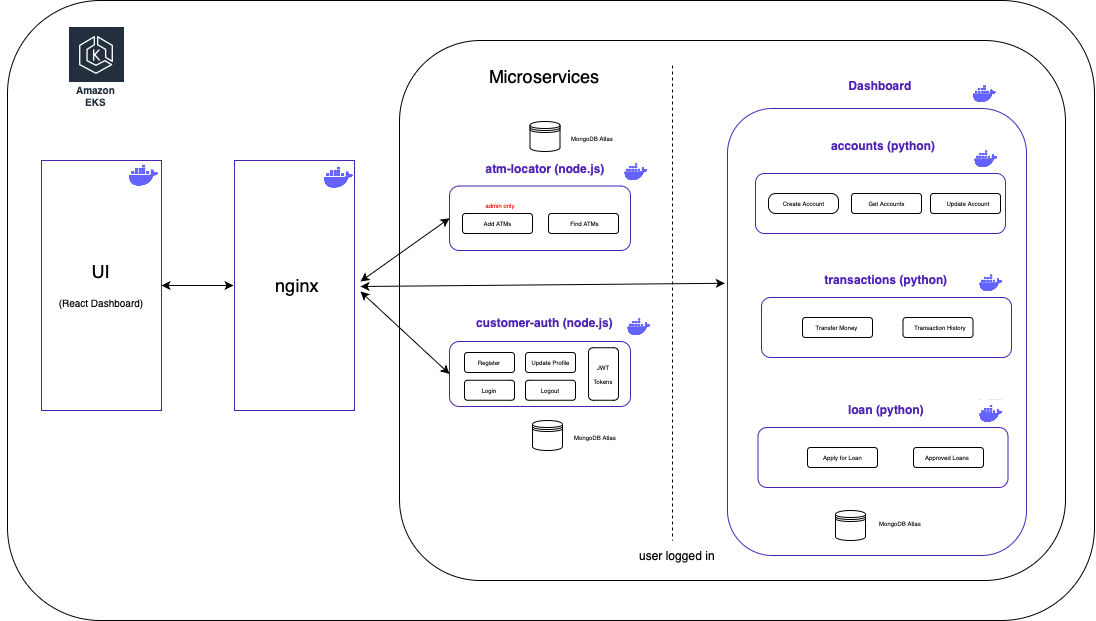 Amazon
EKS
UI
(React Dashboard)
nginx
Microservices
MongoDB Atlas
atm-locator (node.js)
admin only
Add ATMs
Find ATMs
customer-auth (node.js)
Register
Update Profile
JWT
Tokens
Login
Logout
MongoDB Atlas
user logged in
Dashboard
accounts (python)
Create Account
Get Accounts
Update Account
transactions (python)
Transfer Money
Transaction History
loan (python)
Apply for Loan
Approved Loans
MongoDB Atlas